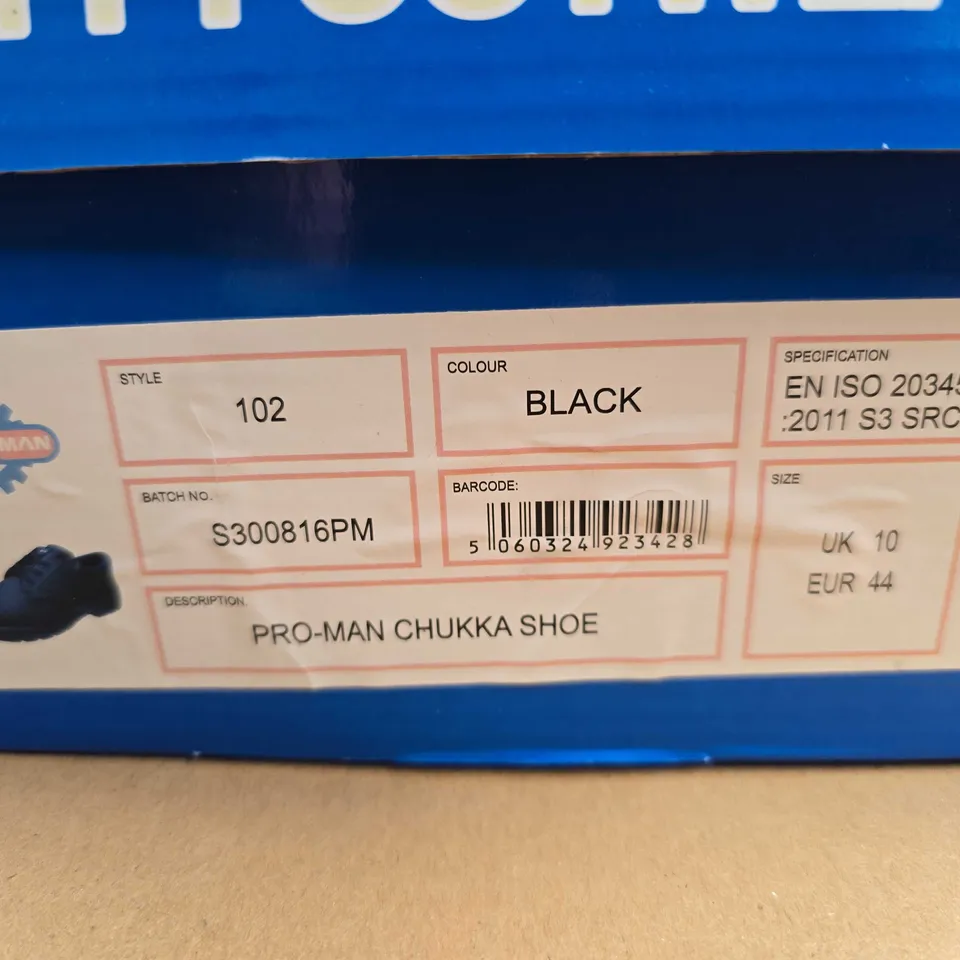 STYLE
102
COLOUR
BLACK
SPECIFICATION
EN ISO 20345
:2011 S3 SRC
MAN
BATCH NO.
S300816PM
BARCODE:
5 060324 923428
SIZE
UK 10
EUR 44
DESCRIPTION
PRO-MAN CHUKKA SHOE